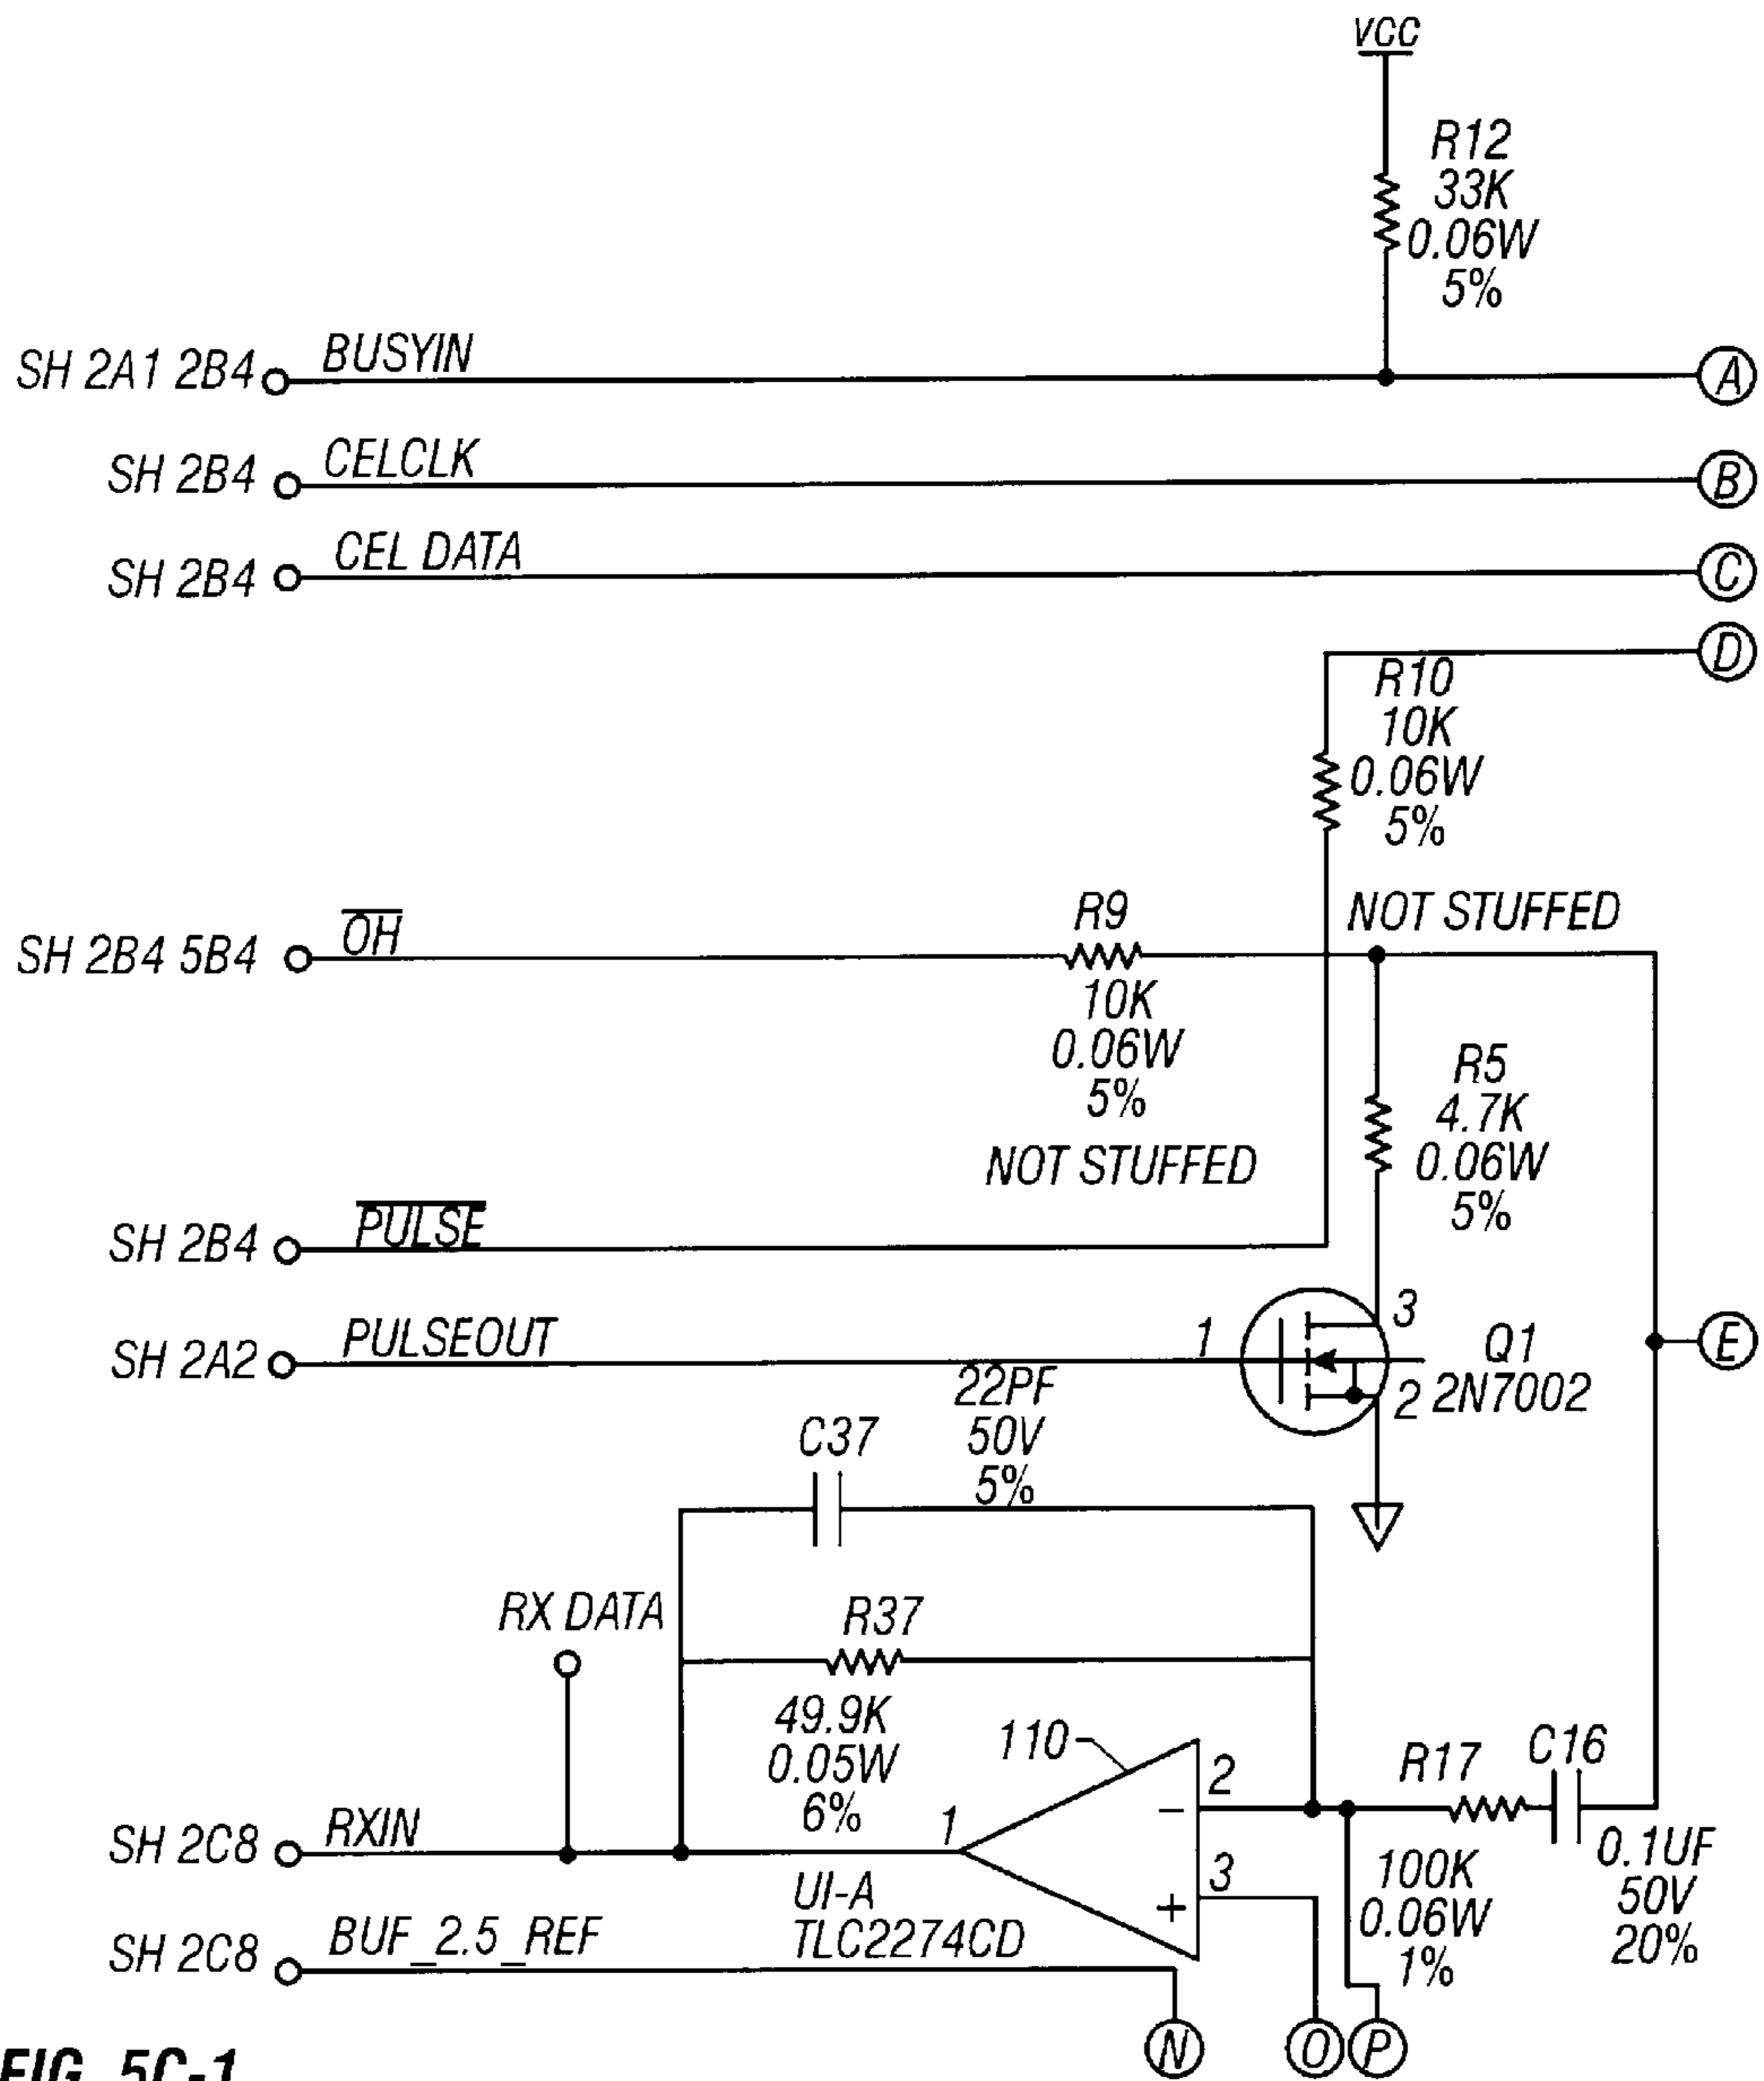 VCC
R12
33K
0.06W
5%
SH 2A1 2B4
BUSYIN
A
SH 2B4
CELCLK
B
SH 2B4
CEL DATA
C
D
R10
10K
0.06W
5%
SH 2B4 5B4
OH
R9
10K
0.06W
5%
NOT STUFFED
R5
4.7K
0.06W
5%
NOT STUFFED
SH 2B4
PULSE
SH 2A2
PULSEOUT
1
3
2
Q1
2N7002
E
C37
22PF
50V
5%
RX DATA
R37
49.9K
0.05W
6%
110
2
3
1
−
+
R17
100K
0.06W
1%
C16
0.1UF
50V
20%
SH 2C8
RXIN
UI-A
TLC2274CD
SH 2C8
BUF_2.5_REF
N
O
P
FIG. 5C-1